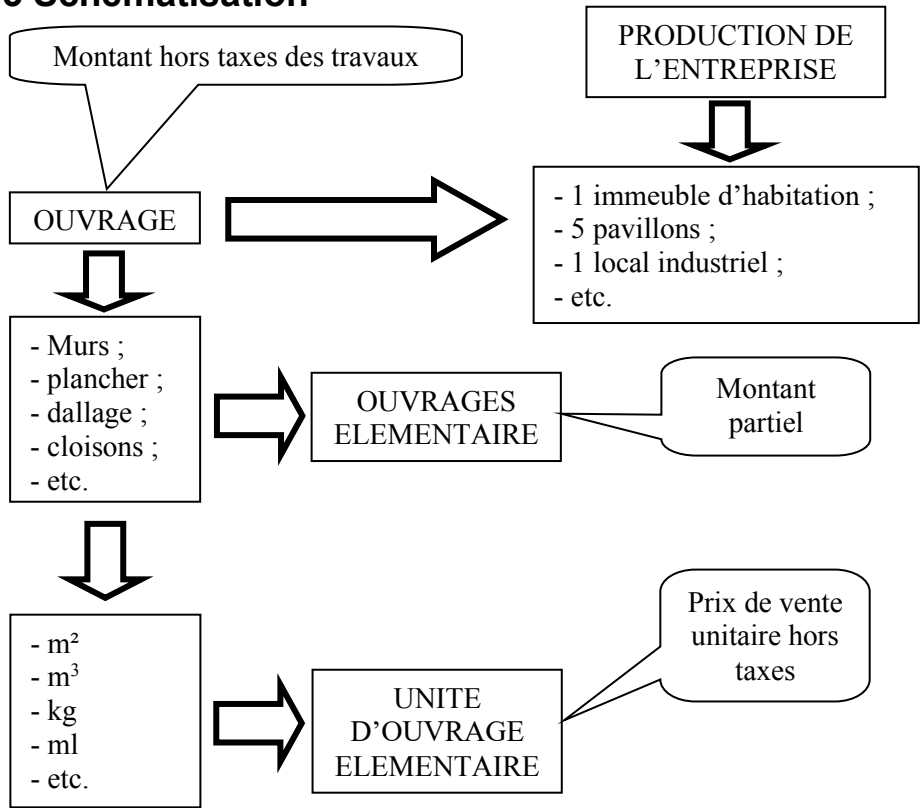 Schématisation
Montant hors taxes des travaux
PRODUCTION DE
L’ENTREPRISE
OUVRAGE
- 1 immeuble d’habitation ;
- 5 pavillons ;
- 1 local industriel ;
- etc.
- Murs ;
- plancher ;
- dallage ;
- cloisons ;
- etc.
OUVRAGES
ELEMENTAIRE
Montant
partiel
- m²
- m³
- kg
- ml
- etc.
UNITE
D’OUVRAGE
ELEMENTAIRE
Prix de vente
unitaire hors
taxes